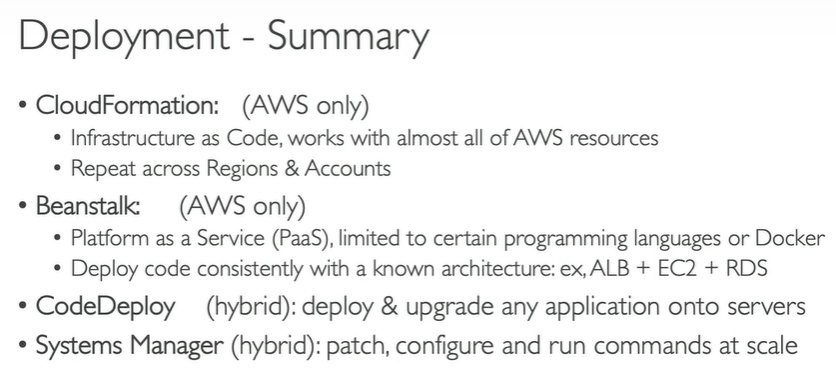 Deployment - Summary
• CloudFormation: (AWS only)
• Infrastructure as Code, works with almost all of AWS resources
• Repeat across Regions & Accounts
• Beanstalk: (AWS only)
• Platform as a Service (PaaS), limited to certain programming languages or Docker
• Deploy code consistently with a known architecture: ex, ALB + EC2 + RDS
• CodeDeploy (hybrid): deploy & upgrade any application onto servers
• Systems Manager (hybrid): patch, configure and run commands at scale